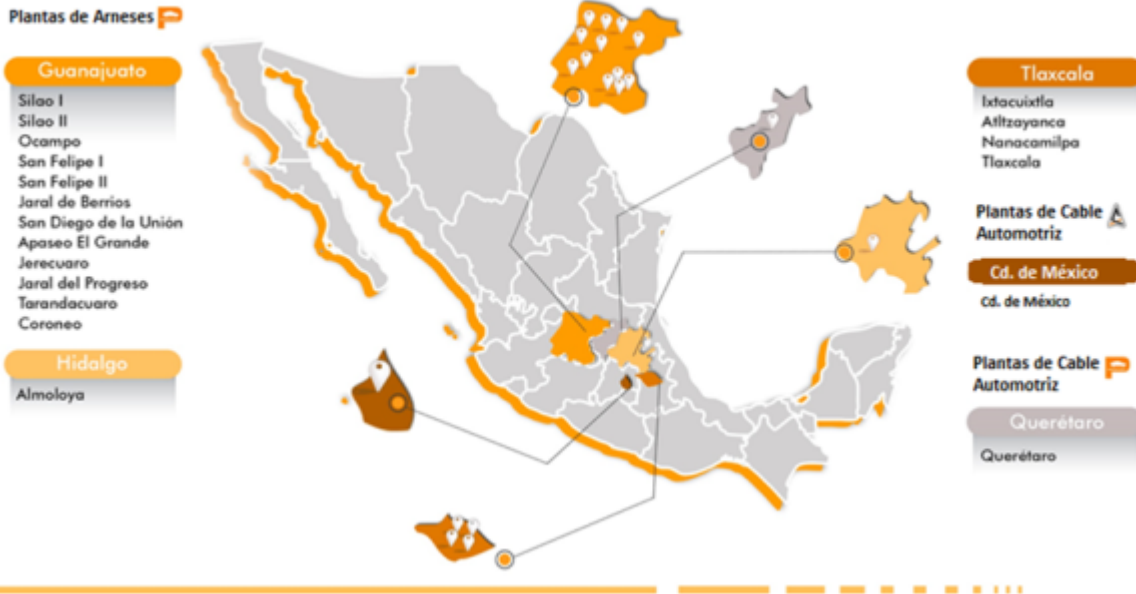 Plantas de Arneses
Guanajuato
Silao I
Silao II
Ocampo
San Felipe I
San Felipe II
Jaral de Berrios
San Diego de la Unión
Apaseo El Grande
Jerecuaro
Jaral del Progreso
Tarandacuaro
Coroneo
Hidalgo
Almoloya
Tlaxcala
Ixtacuixtla
Atltzayanca
Nanacamilpa
Tlaxcala
Plantas de Cable
Automotriz
Cd. de México
Cd. de México
Plantas de Cable
Automotriz
Querétaro
Querétaro